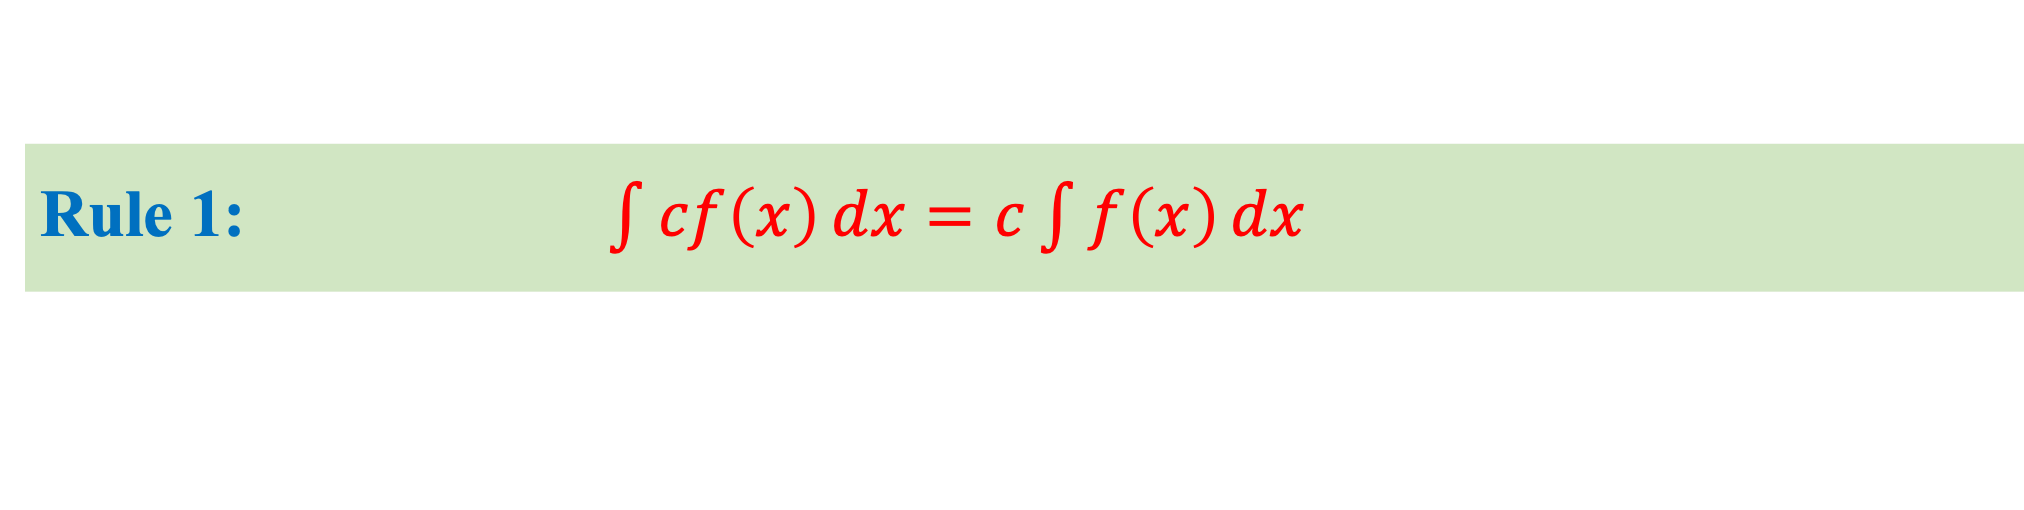 Rule 1: ∫ cf(x) dx = c ∫ f(x) dx